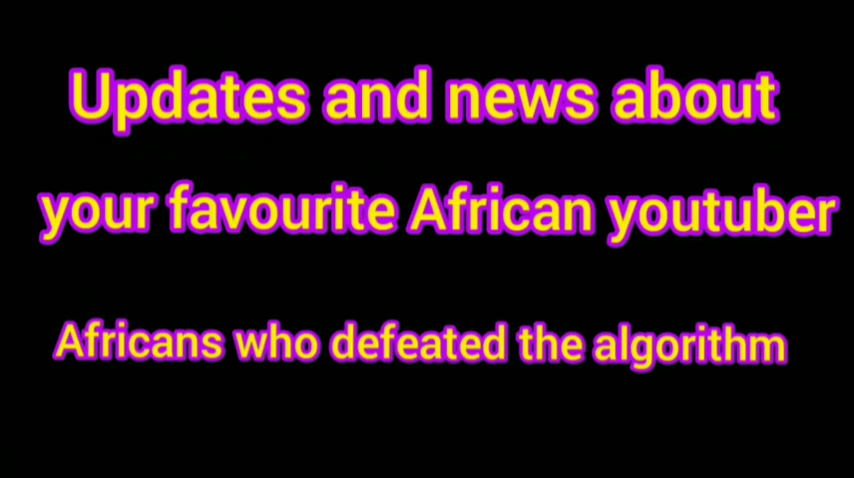 Updates and news about
your favourite African youtuber
Africans who defeated the algorithm